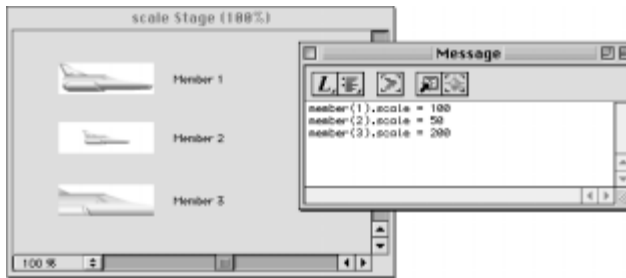 scale Stage (100%)
Member 1
Member 2
Member 3
100 %
Message
L
member(1).scale = 100
member(2).scale = 50
member(3).scale = 200